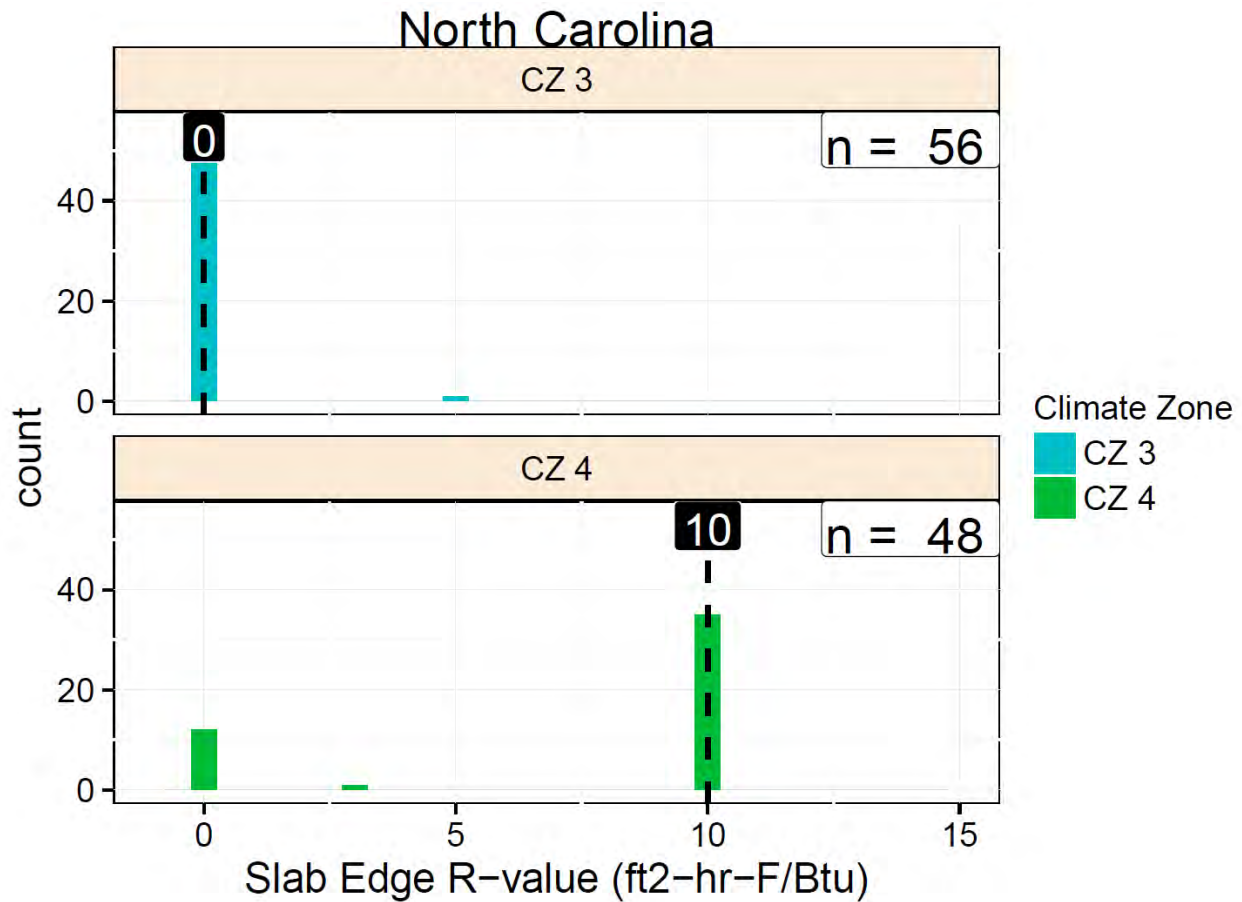 North Carolina
CZ 3
0
n = 56
40
20
0
CZ 4
10
n = 48
40
20
0
count
0 5 10 15
Slab Edge R−value (ft2−hr−F/Btu)
Climate Zone
CZ 3
CZ 4